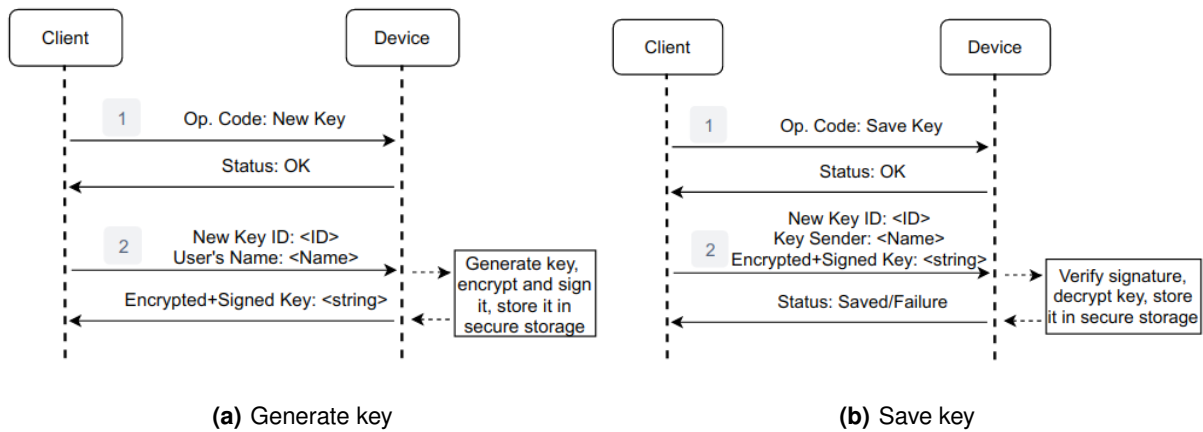 Client
Device
1
Op. Code: New Key
Status: OK
2
New Key ID: <ID>
User's Name: <Name>
Encrypted+Signed Key: <string>
Generate key,
encrypt and sign
it, store it in
secure storage
(a) Generate key
Client
Device
1
Op. Code: Save Key
Status: OK
2
New Key ID: <ID>
Key Sender: <Name>
Encrypted+Signed Key: <string>
Status: Saved/Failure
Verify signature,
decrypt key, store
it in secure storage
(b) Save key